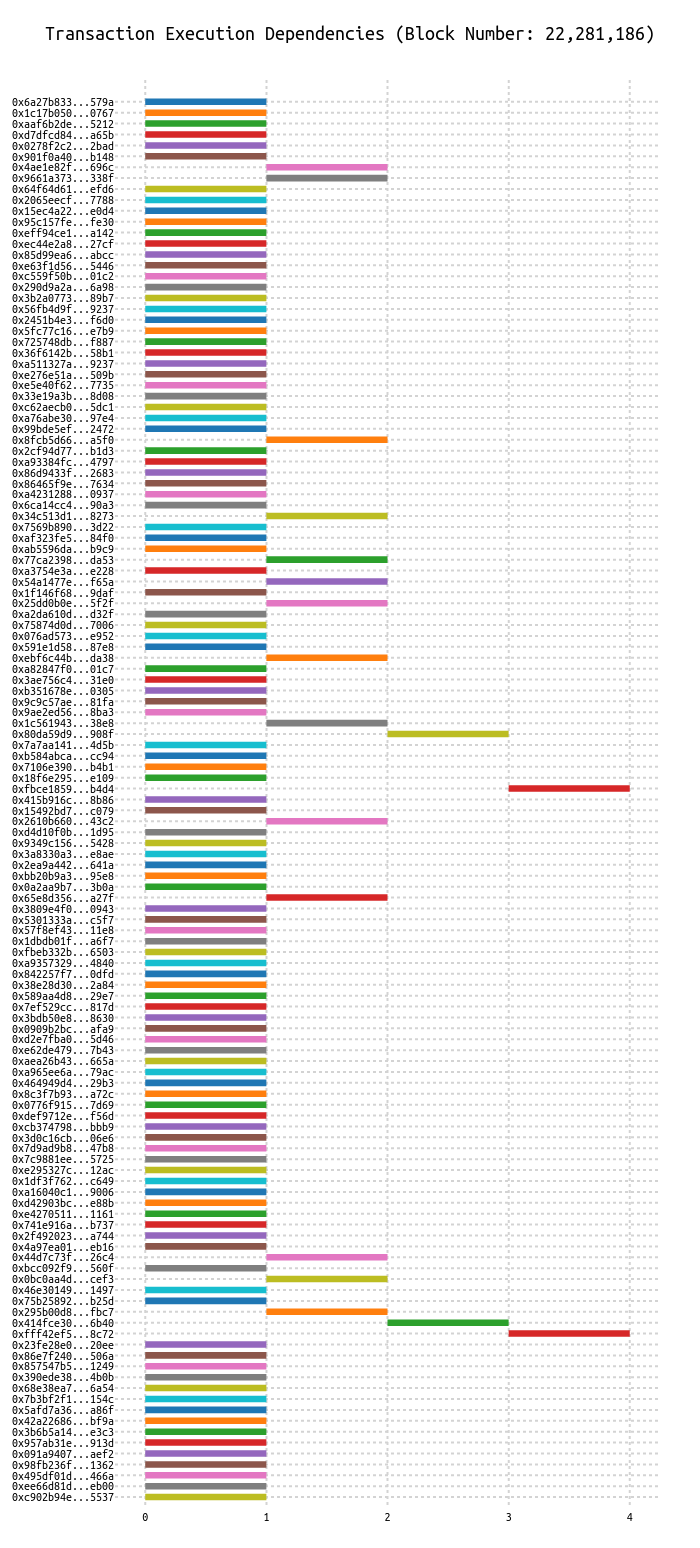 Transaction Execution Dependencies (Block Number: 22,281,186)
0x6a27b833...579a
0x1c17b050...0767
0xaaf6b2de...5212
0xd7dfcd84...a65b
0x0278f2c2...2bad
0x901f0a40...b148
0x4ae1e82f...696c
0x9661a373...338f
0x64f64d61...efd6
0x2065eecf...7788
0x15ec4a22...e0d4
0x95c157fe...fe30
0xeff94ce1...a142
0xec44e2a8...27cf
0x85d99ea6...abcc
0xe63f1d56...5446
0xc559f50b...01c2
0x290d9a2a...6a98
0x3b2a0773...89b7
0x56fb4d9f...9237
0x2451b4e3...f6d0
0x5fc77c16...e7b9
0x725748db...f887
0x36f6142b...58b1
0xa511327a...9237
0xe276e51a...509b
0xe5e40f62...7735
0x33e19a3b...8d08
0xc62aecb0...5dc1
0xa76abe30...97e4
0x99bde5ef...2472
0x8fcb5d66...a5f0
0x2cf94d77...b1d3
0xa93384fc...4797
0x86d9433f...2683
0x86465f9e...7634
0xa4231288...0937
0x6ca14cc4...90a3
0x34c513d1...8273
0x7569b890...3d22
0xaf323fe5...84f0
0xab5596da...b9c9
0x77ca2398...da53
0xa3754e3a...e228
0x54a1477e...f65a
0x1f146f68...9daf
0x25dd0b0e...5f2f
0xa2da610d...d32f
0x75874d0d...7006
0x076ad573...e952
0x591e1d58...87e8
0xebf6c44b...da38
0xa82847f0...01c7
0x3ae756c4...31e0
0xb351678e...0305
0x9c9c57ae...81fa
0x9ae2ed56...8ba3
0x1c561943...38e8
0x80da59d9...908f
0x7a7aa141...4d5b
0xb584abca...cc94
0x7106e390...b4b1
0x18f6e295...e109
0xfbce1859...b4d4
0x415b916c...8b86
0x15492bd7...c079
0x2610b660...43c2
0xd4d10f0b...1d95
0x9349c156...5428
0x3a8330a3...e8ae
0x2ea9a442...641a
0xbb20b9a3...95e8
0x0a2aa9b7...3b0a
0x65e8d356...a27f
0x3809e4f0...0943
0x5301333a...c5f7
0x57f8ef43...11e8
0x1dbdb01f...a6f7
0xfbeb332b...6503
0xa9357329...4840
0x842257f7...0dfd
0x38e28d30...2a84
0x589aa4d8...29e7
0x7ef529cc...817d
0x3bdb50e8...8630
0x0909b2bc...afa9
0xd2e7fba0...5d46
0xe62de479...7b43
0xaea26b43...665a
0xa965ee6a...79ac
0x464949d4...29b3
0x8c3f7b93...a72c
0x0776f915...7d69
0xdef9712e...f56d
0xcb374798...bbb9
0x3d0c16cb...06e6
0x7d9ad9b8...47b8
0x7c9881ee...5725
0xe295327c...12ac
0x1df3f762...c649
0xa16040c1...9006
0xd42903bc...e88b
0xe4270511...1161
0x741e916a...b737
0x2f492023...a744
0x4a97ea01...eb16
0x44d7c73f...26c4
0xbcc092f9...560f
0x0bc0aa4d...cef3
0x46e30149...1497
0x75b25892...b25d
0x295b00d8...fbc7
0x414fce30...6b40
0xfff42ef5...8c72
0x23fe28e0...20ee
0x86e7f240...506a
0x857547b5...1249
0x390ede38...4b0b
0x68e38ea7...6a54
0x7b3bf2f1...154c
0x5afd7a36...a86f
0x42a22686...bf9a
0x3b6b5a14...e3c3
0x957ab31e...913d
0x091a9407...aef2
0x98fb236f...1362
0x495df01d...466a
0xee66d81d...eb00
0xc902b94e...5537
0 1 2 3 4